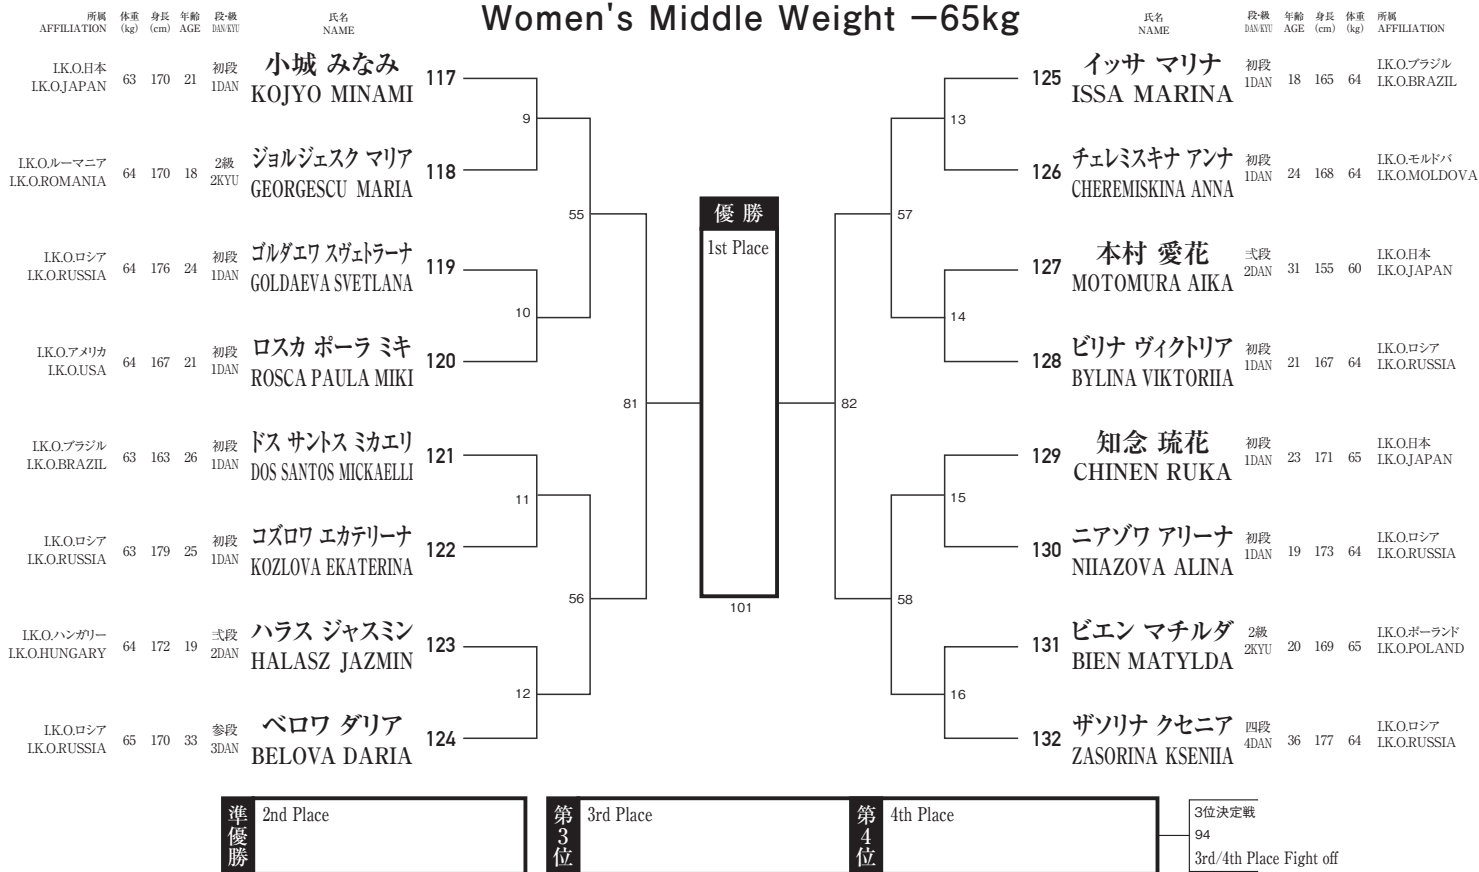 Women's Middle Weight －65kg
所属 体重 身長 年齢 段・級 氏名
AFFILIATION (kg) (cm) AGE DAN/KYU NAME
I.K.O.日本 初段 小城 みなみ
I.K.O.JAPAN 63 170 21 1DAN KOJYO MINAMI 117
9
I.K.O.ルーマニア 2級 ジョルジェスク マリア
I.K.O.ROMANIA 64 170 18 2KYU GEORGESCU MARIA 118
55
I.K.O.ロシア 初段 ゴルダエワ スヴェトラーナ
I.K.O.RUSSIA 64 176 24 1DAN GOLDAEVA SVETLANA 119
10
I.K.O.アメリカ 初段 ロスカ ポーラ ミキ
I.K.O.USA 64 167 21 1DAN ROSCA PAULA MIKI 120
81
I.K.O.ブラジル 初段 ドス サントス ミカエリ
I.K.O.BRAZIL 63 163 26 1DAN DOS SANTOS MICKAELLI 121
11
I.K.O.ロシア 初段 コズロワ エカテリーナ
I.K.O.RUSSIA 63 179 25 1DAN KOZLOVA EKATERINA 122
56
I.K.O.ハンガリー 弐段 ハラス ジャスミン
I.K.O.HUNGARY 64 172 19 2DAN HALASZ JAZMIN 123
12
I.K.O.ロシア 参段 ベロワ ダリア
I.K.O.RUSSIA 65 170 33 3DAN BELOVA DARIA 124
優勝
1st Place
101
氏名 段・級 年齢 身長 体重 所属
NAME DAN/KYU AGE (cm) (kg) AFFILIATION
イッサ マリナ 初段 I.K.O.ブラジル
125 ISSA MARINA 1DAN 18 165 64 I.K.O.BRAZIL
13
チェレミスキナ アンナ 初段 I.K.O.モルドバ
126 CHEREMISKINA ANNA 1DAN 24 168 64 I.K.O.MOLDOVA
57
本村 愛花 弐段 I.K.O.日本
127 MOTOMURA AIKA 2DAN 31 155 60 I.K.O.JAPAN
14
ビリナ ヴィクトリア 初段 I.K.O.ロシア
128 BYLINA VIKTORIIA 1DAN 21 167 64 I.K.O.RUSSIA
82
知念 琉花 初段 I.K.O.日本
129 CHINEN RUKA 1DAN 23 171 65 I.K.O.JAPAN
15
ニアゾワ アリーナ 初段 I.K.O.ロシア
130 NIIAZOVA ALINA 1DAN 19 173 64 I.K.O.RUSSIA
58
ビエン マチルダ 2級 I.K.O.ポーランド
131 BIEN MATYLDA 2KYU 20 169 65 I.K.O.POLAND
16
ザソリナ クセニア 四段 I.K.O.ロシア
132 ZASORINA KSENIIA 4DAN 36 177 64 I.K.O.RUSSIA
準優勝 2nd Place
第3位 3rd Place
第4位 4th Place
3位決定戦
94
3rd/4th Place Fight off